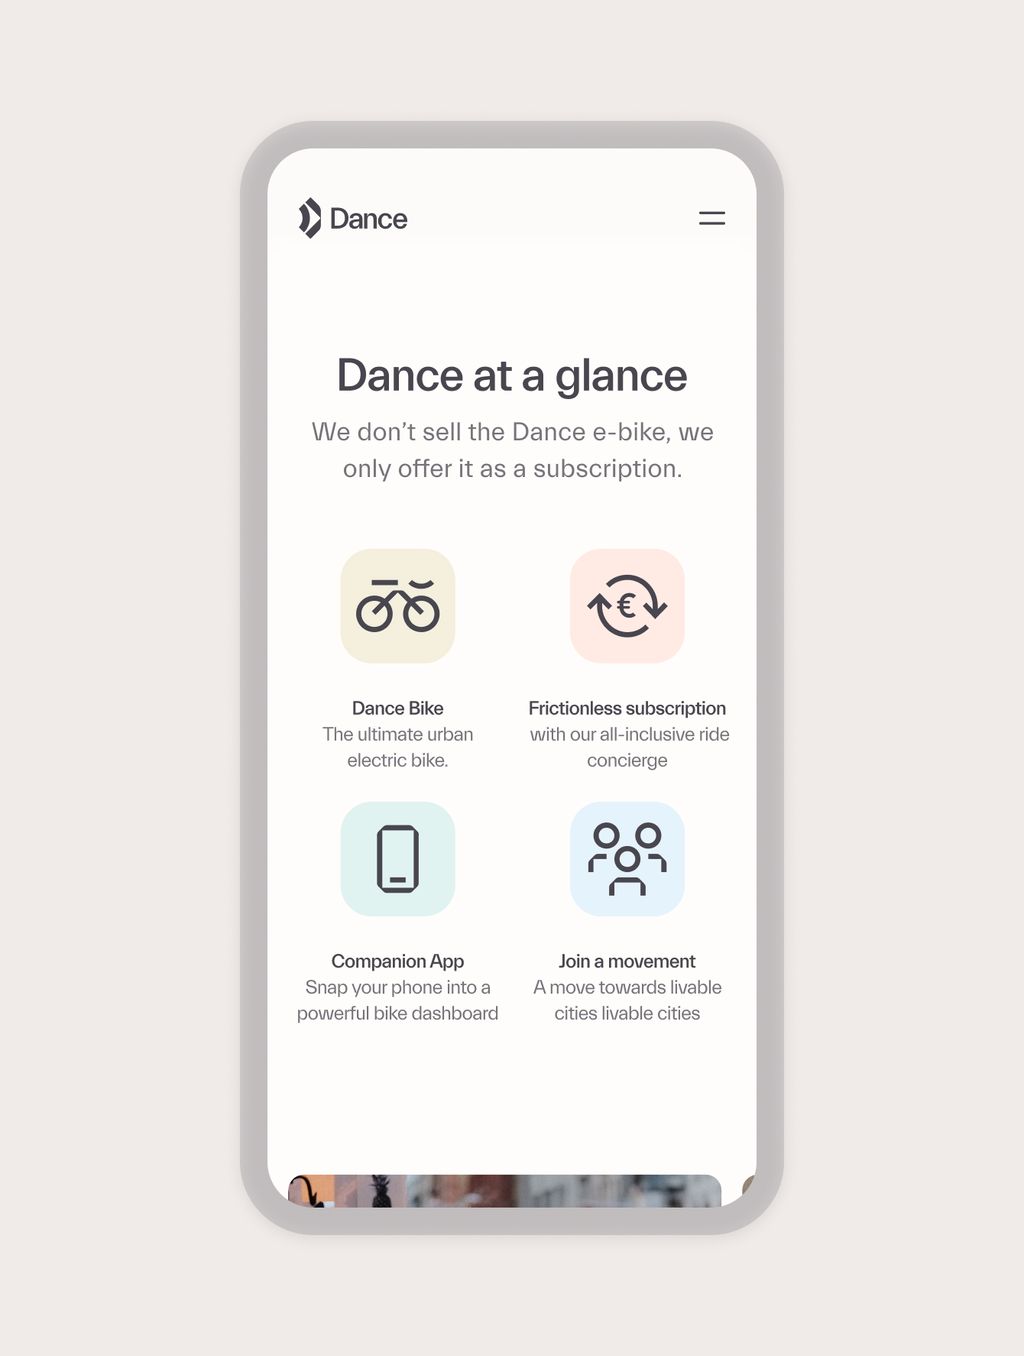 Dance
Dance at a glance
We don’t sell the Dance e-bike, we
only offer it as a subscription.
€
Dance Bike
The ultimate urban
electric bike.
Frictionless subscription
with our all-inclusive ride
concierge
Companion App
Snap your phone into a
powerful bike dashboard
Join a movement
A move towards livable
cities livable cities